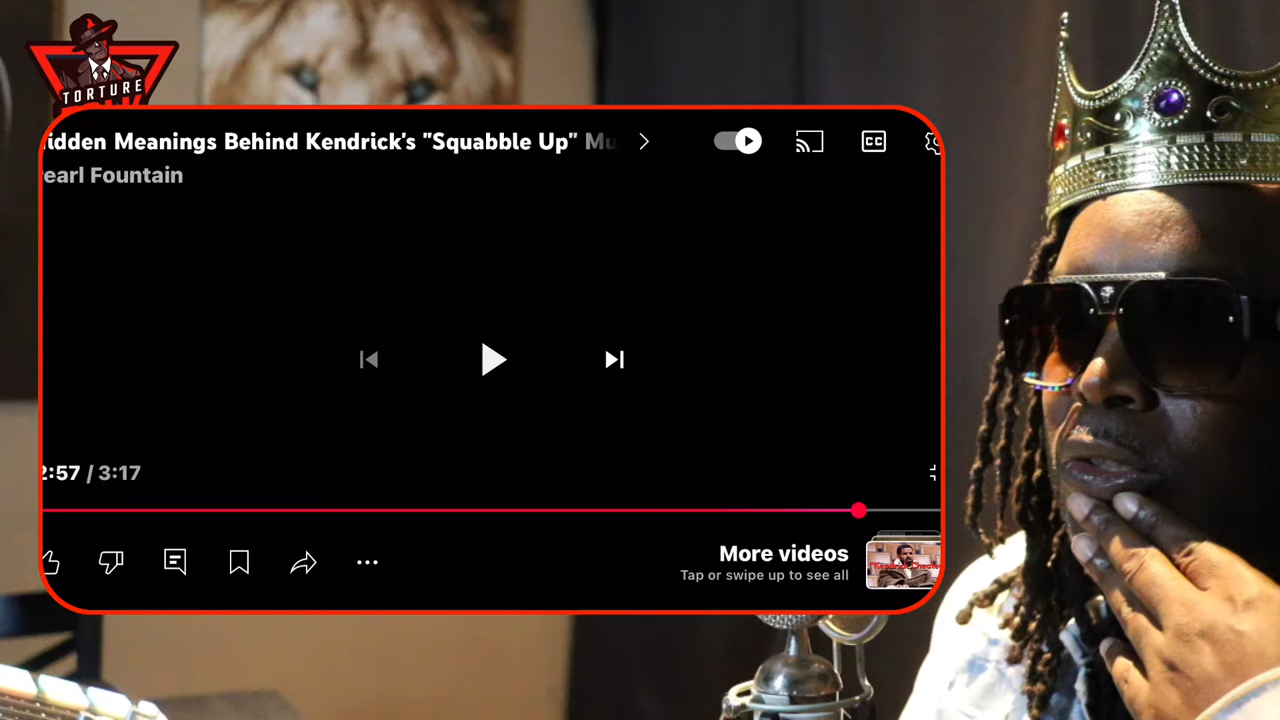 TORTURE
idden Meanings Behind Kendrick's "Squabble Up" Mu
earl Fountain
CC
2:57 / 3:17
More videos
Tap or swipe up to see all